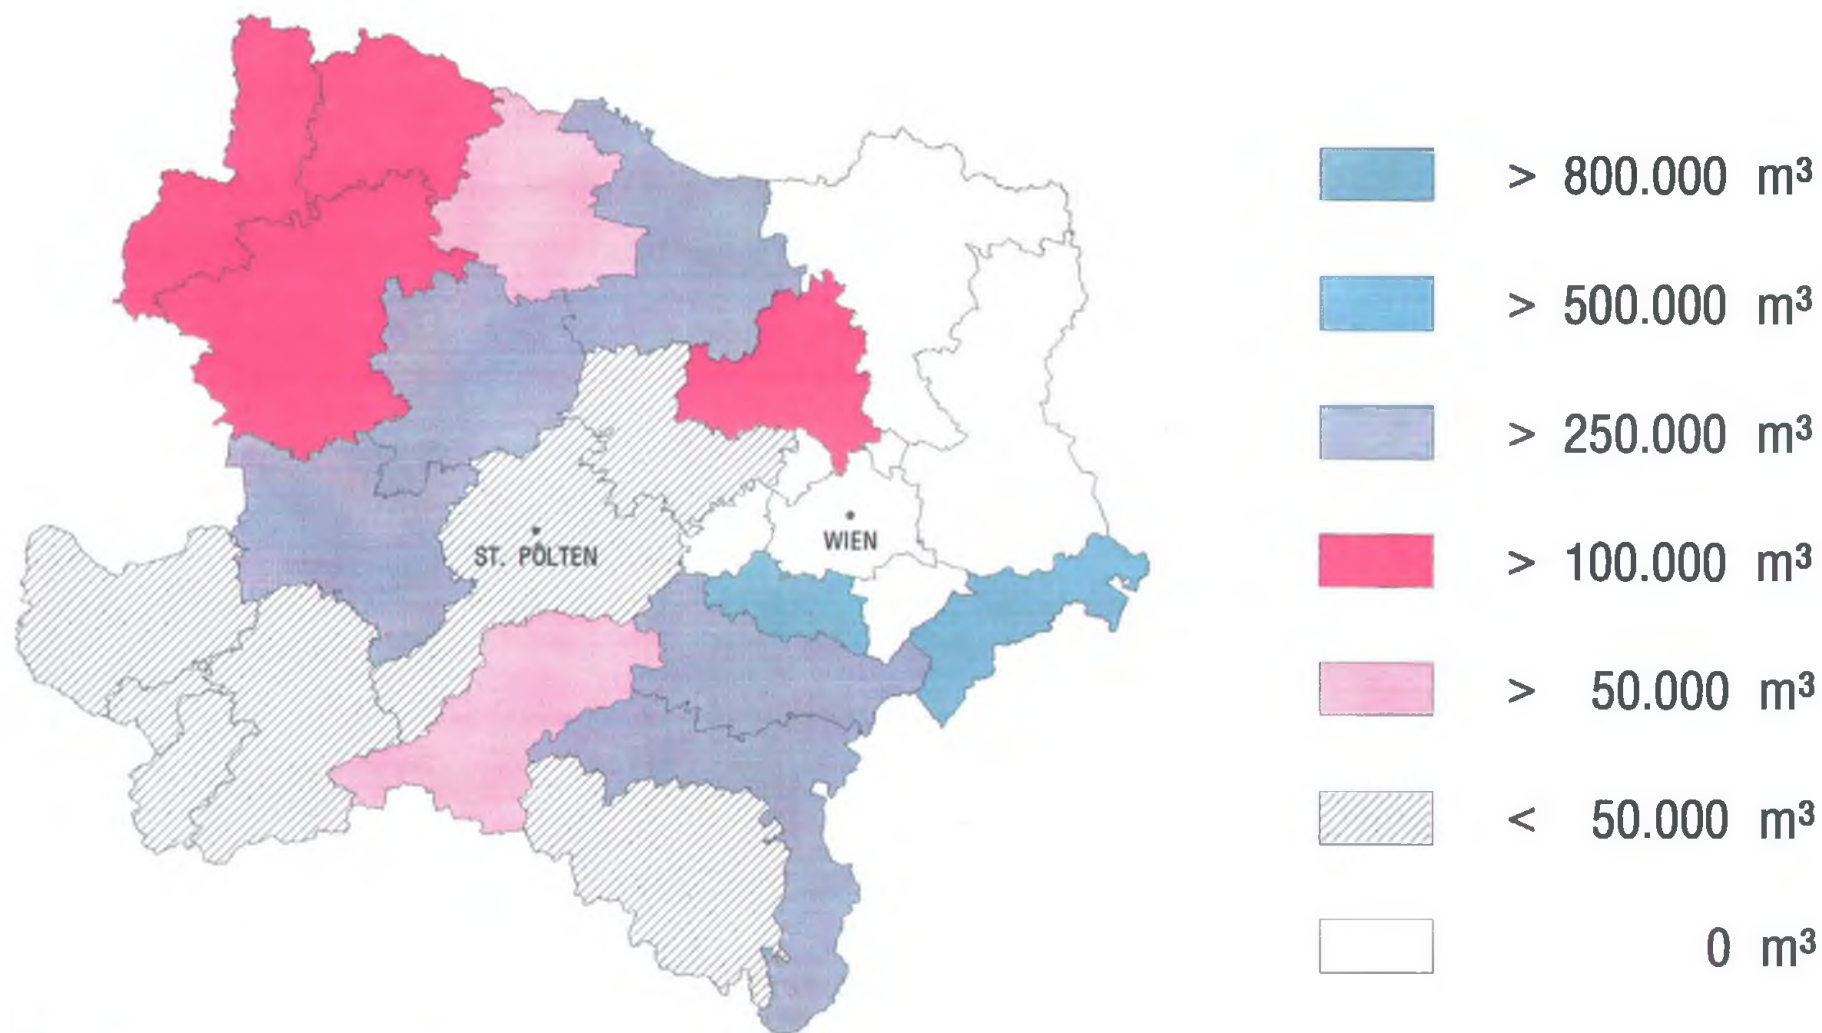 > 800.000 m³
> 500.000 m³
> 250.000 m³
> 100.000 m³
> 50.000 m³
< 50.000 m³
0 m³
WIEN
ST. PÖLTEN